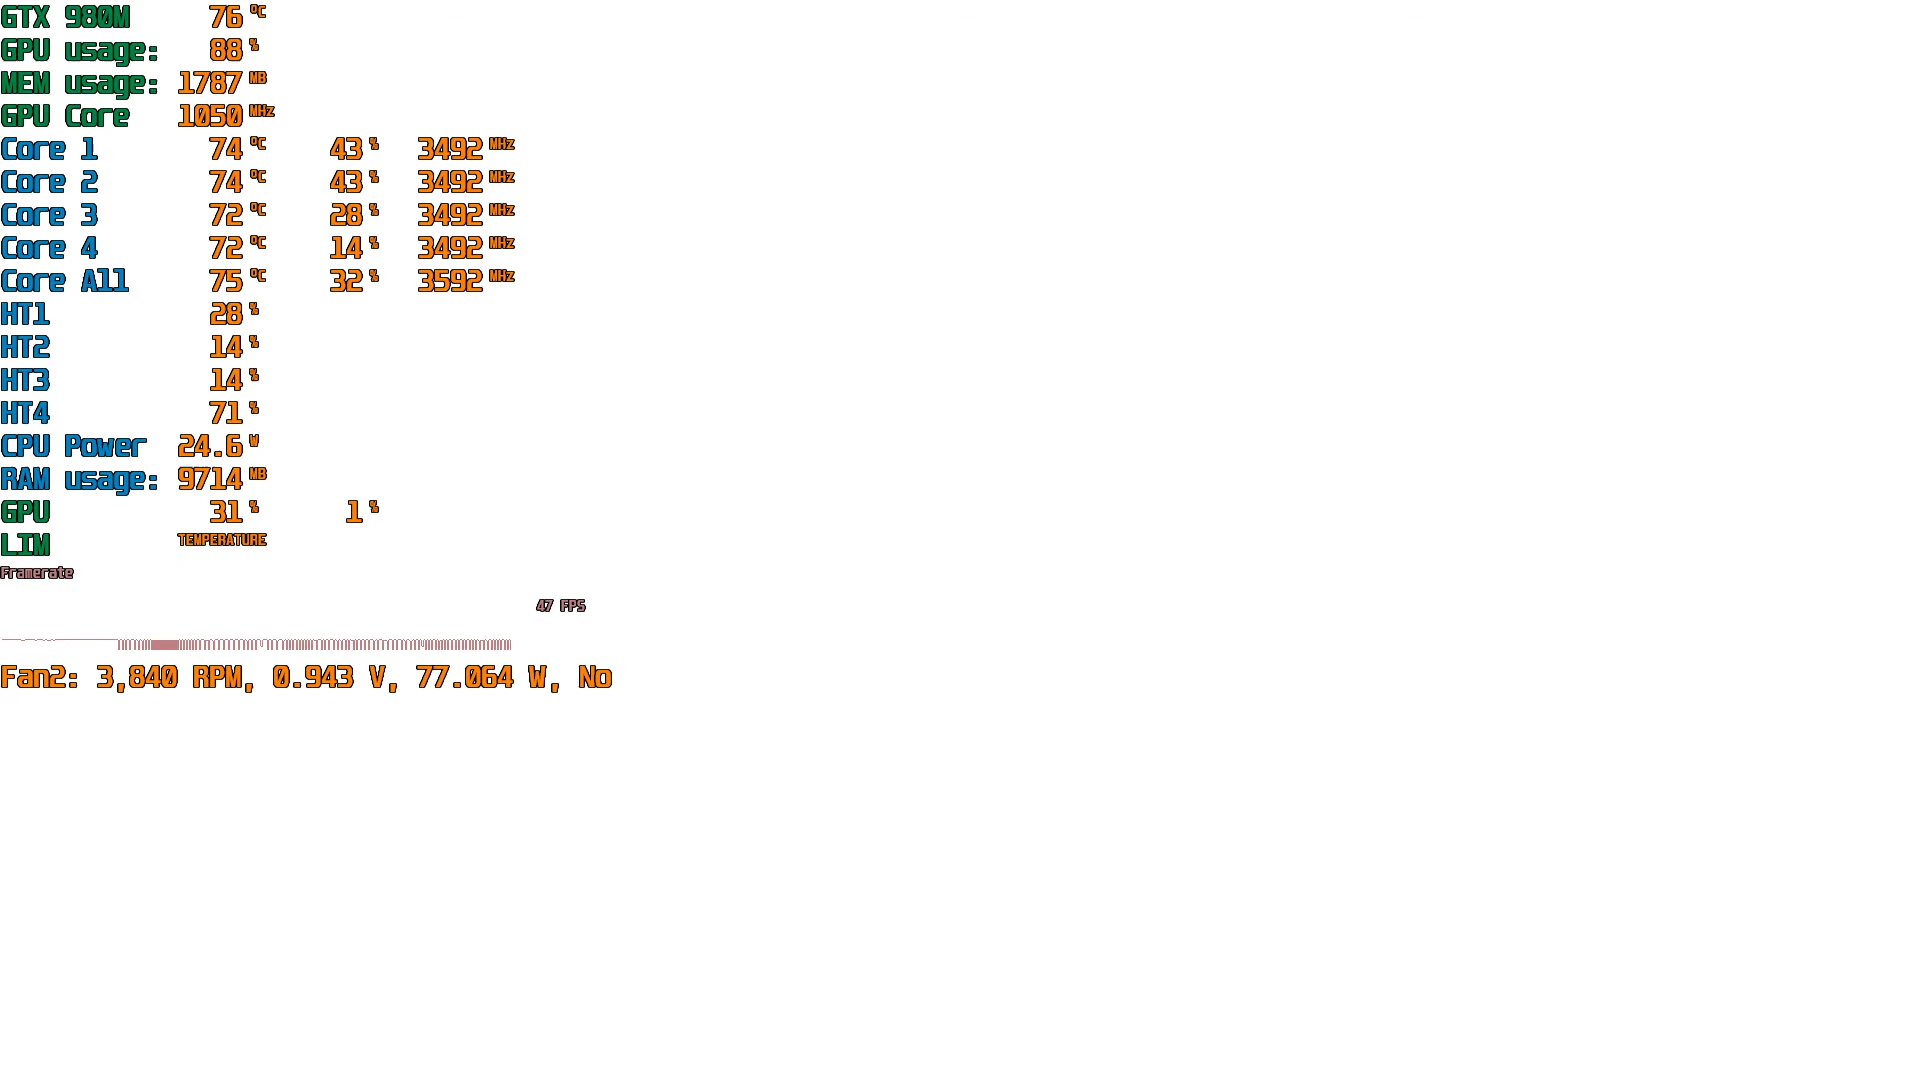 GTX 980M 76 °C
GPU usage: 88 %
MEM usage: 1787 MB
GPU Core 1050 MHz
Core 1 74 °C 43 % 3492 MHz
Core 2 74 °C 43 % 3492 MHz
Core 3 72 °C 28 % 3492 MHz
Core 4 72 °C 14 % 3492 MHz
Core All 75 °C 32 % 3592 MHz
HT1 28 %
HT2 14 %
HT3 14 %
HT4 71 %
CPU Power 24.6 W
RAM usage: 9714 MB
GPU 31 % 1 %
LIM TEMPERATURE
Framerate
47 FPS
Fan2: 3,840 RPM, 0.943 V, 77.064 W, No